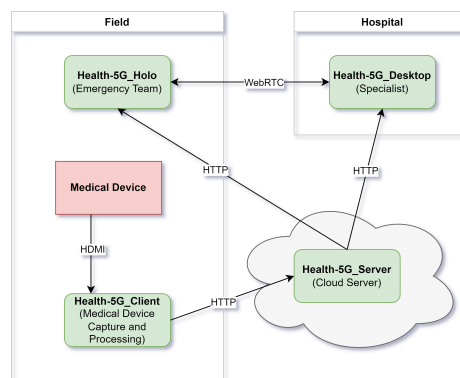 Field
Hospital
Health-5G_Holo
(Emergency Team)
WebRTC
Health-5G_Desktop
(Specialist)
HTTP
HTTP
Medical Device
HDMI
Health-5G_Server
(Cloud Server)
Health-5G_Client
(Medical Device
Capture and
Processing)
HTTP